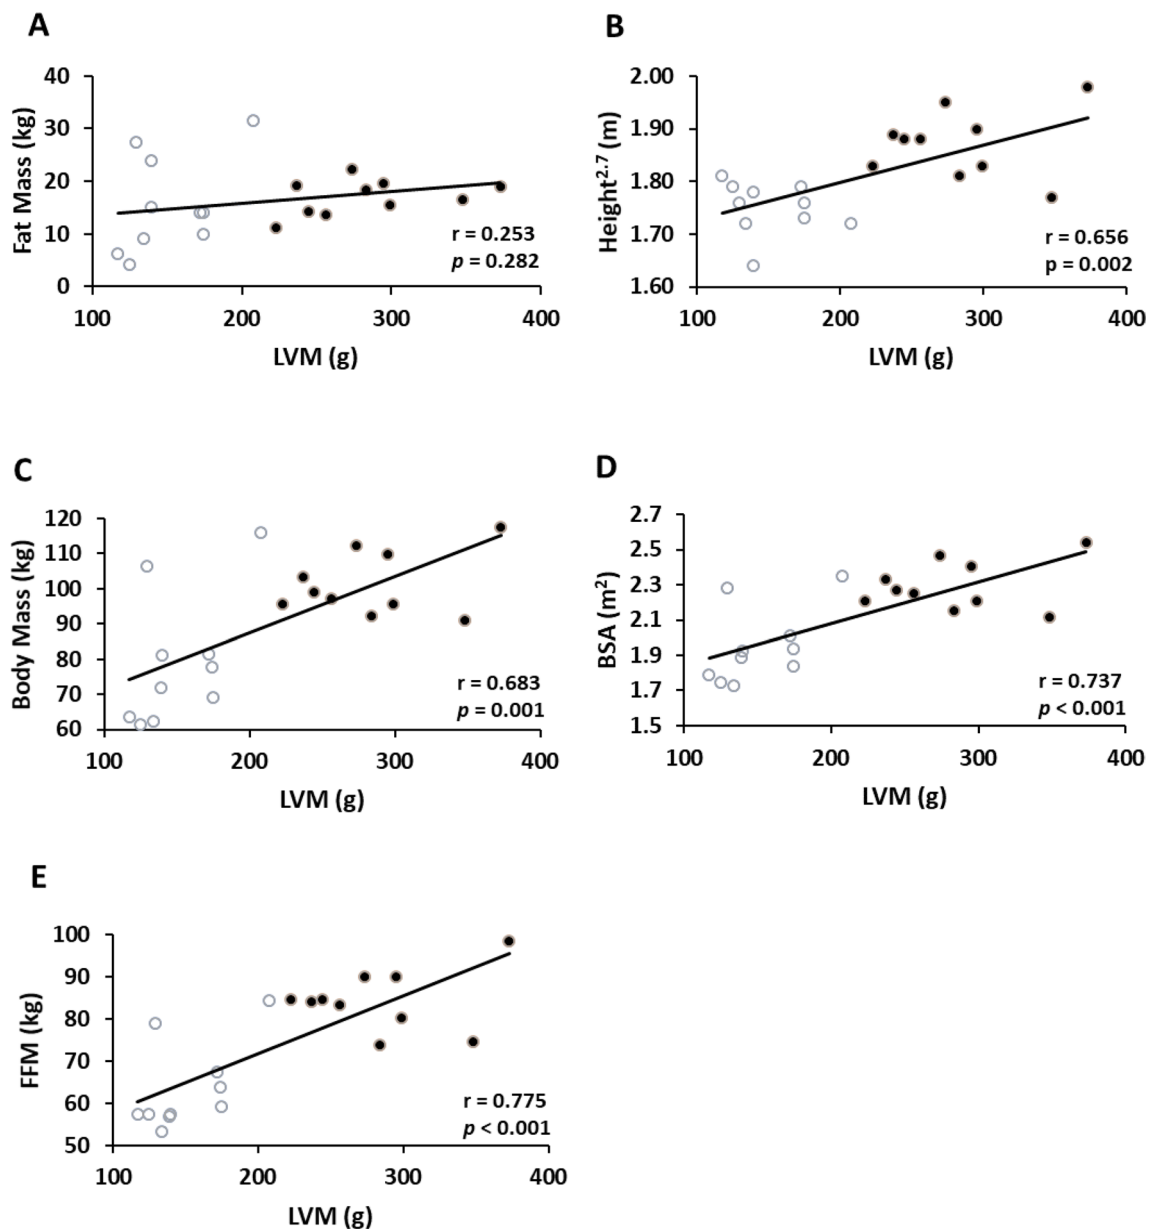 A
Fat Mass (kg)
40
30
20
10
0
100 200 300 400
LVM (g)
r = 0.253
p = 0.282
B
Height2.7 (m)
2.00
1.90
1.80
1.70
1.60
100 200 300 400
LVM (g)
r = 0.656
p = 0.002
C
Body Mass (kg)
120
110
100
90
80
70
60
100 200 300 400
LVM (g)
r = 0.683
p = 0.001
D
BSA (m2)
2.7
2.5
2.3
2.1
1.9
1.7
1.5
100 200 300 400
LVM (g)
r = 0.737
p < 0.001
E
FFM (kg)
100
90
80
70
60
50
100 200 300 400
LVM (g)
r = 0.775
p < 0.001